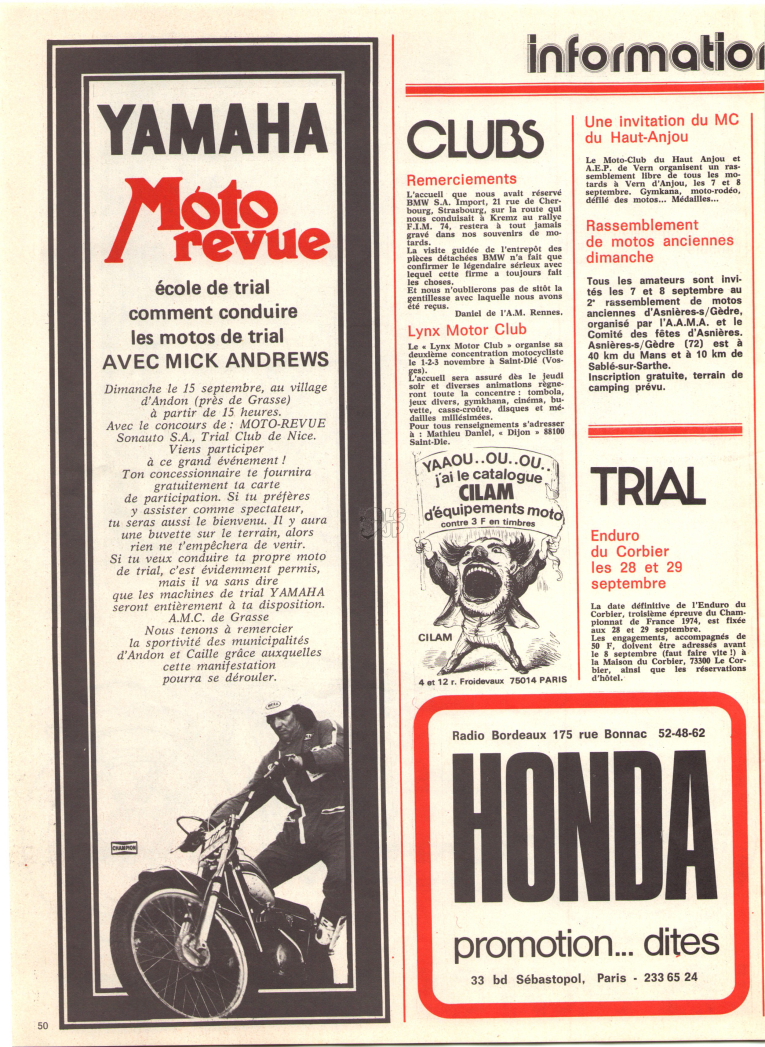 YAMAHA
Moto
revue
école de trial
comment conduire
les motos de trial
AVEC MICK ANDREWS
Dimanche le 15 septembre, au village
d'Andon (près de Grasse)
à partir de 15 heures.
Avec le concours de : MOTO-REVUE
Sonauto S.A., Trial Club de Nice.
Viens participer
à ce grand événement !
Ton concessionnaire te fournira
gratuitement ta carte
de participation. Si tu préfères
y assister comme spectateur,
tu seras aussi le bienvenu. Il y aura
une buvette sur le terrain, alors
rien ne t'empêchera de venir.
Si tu veux conduire ta propre moto
de trial, c'est évidemment permis,
mais il va sans dire
que les machines de trial YAMAHA
seront entièrement à ta disposition.
A.M.C. de Grasse
Nous tenons à remercier
la sportivité des municipalités
d'Andon et Caille grâce auxquelles
cette manifestation
pourra se dérouler.
CHAMPION
50
information
CLUBS
Remerciements
L'accueil que nous avait réservé
BMW S.A. Import, 21 rue de Cher-
bourg, Strasbourg, sur la route qui
nous conduisait à Kremz au rallye
F.I.M. 74, restera à tout jamais
gravé dans nos souvenirs de mo-
tards.
La visite guidée de l'entrepôt des
pièces détachées BMW n'a fait que
confirmer le légendaire sérieux avec
lequel cette firme a toujours fait
les choses.
Et nous n'oublierons pas de sitôt la
gentillesse avec laquelle nous avons
été reçus.
Daniel de l'A.M. Rennes.
Lynx Motor Club
Le « Lynx Motor Club » organise sa
deuxième concentration motocycliste
le 1-2-3 novembre à Saint-Dié (Vos-
ges).
L'accueil sera assuré dès le jeudi
soir et diverses animations règne-
ront toute la concentre : tombola,
jeux divers, gymkhana, cinéma, bu-
vette, casse-croûte, disques et mé-
dailles millésimées.
Pour tous renseignements s'adresser
à : Mathieu Daniel, « Dijon » 88100
Saint-Die.
YAAOU..OU..OU..
j'ai le catalogue
CILAM
d'équipements moto
contre 3 F en timbres
CILAM
4 et 12 r. Froidevaux 75014 PARIS
Une invitation du MC
du Haut-Anjou
Le Moto-Club du Haut Anjou et
A.E.P. de Vern organisent un ras-
semblement libre de tous les mo-
tards à Vern d'Anjou, les 7 et 8
septembre. Gymkana, moto-rodéo,
défilé des motos... Médailles...
Rassemblement
de motos anciennes
dimanche
Tous les amateurs sont invi-
tés les 7 et 8 septembre au
2e rassemblement de motos
anciennes d'Asnières-s/Gèdre,
organisé par l'A.A.M.A. et le
Comité des fêtes d'Asnières.
Asnières-s/Gèdre (72) est à
40 km du Mans et à 10 km de
Sablé-sur-Sarthe.
Inscription gratuite, terrain de
camping prévu.
TRIAL
Enduro
du Corbier
les 28 et 29
septembre
La date définitive de l'Enduro du
Corbier, troisième épreuve du Cham-
pionnat de France 1974, est fixée
aux 28 et 29 septembre.
Les engagements, accompagnés de
50 F, doivent être adressés avant
le 8 septembre (faut faire vite !) à
la Maison du Corbier, 73300 Le Cor-
bier, ainsi que les réservations
d'hôtel.
Radio Bordeaux 175 rue Bonnac 52-48-62
HONDA
promotion... dites
33 bd Sébastopol, Paris - 233 65 24